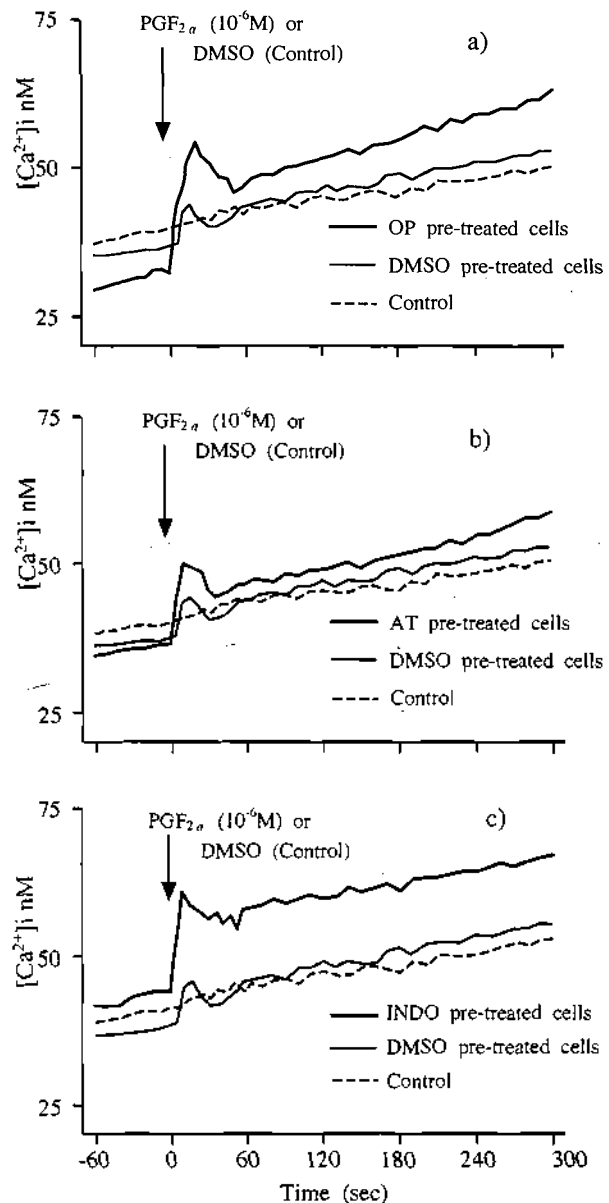 PGF2α (10-6M) or
DMSO (Control)
a)
75
50
25
[Ca2+]i nM
OP pre-treated cells
DMSO pre-treated cells
Control
PGF2α (10-6M) or
DMSO (Control)
b)
75
50
25
[Ca2+]i nM
AT pre-treated cells
DMSO pre-treated cells
Control
PGF2α (10-6M) or
DMSO (Control)
c)
75
50
25
[Ca2+]i nM
INDO pre-treated cells
DMSO pre-treated cells
Control
-60 0 60 120 180 240 300
Time (sec)